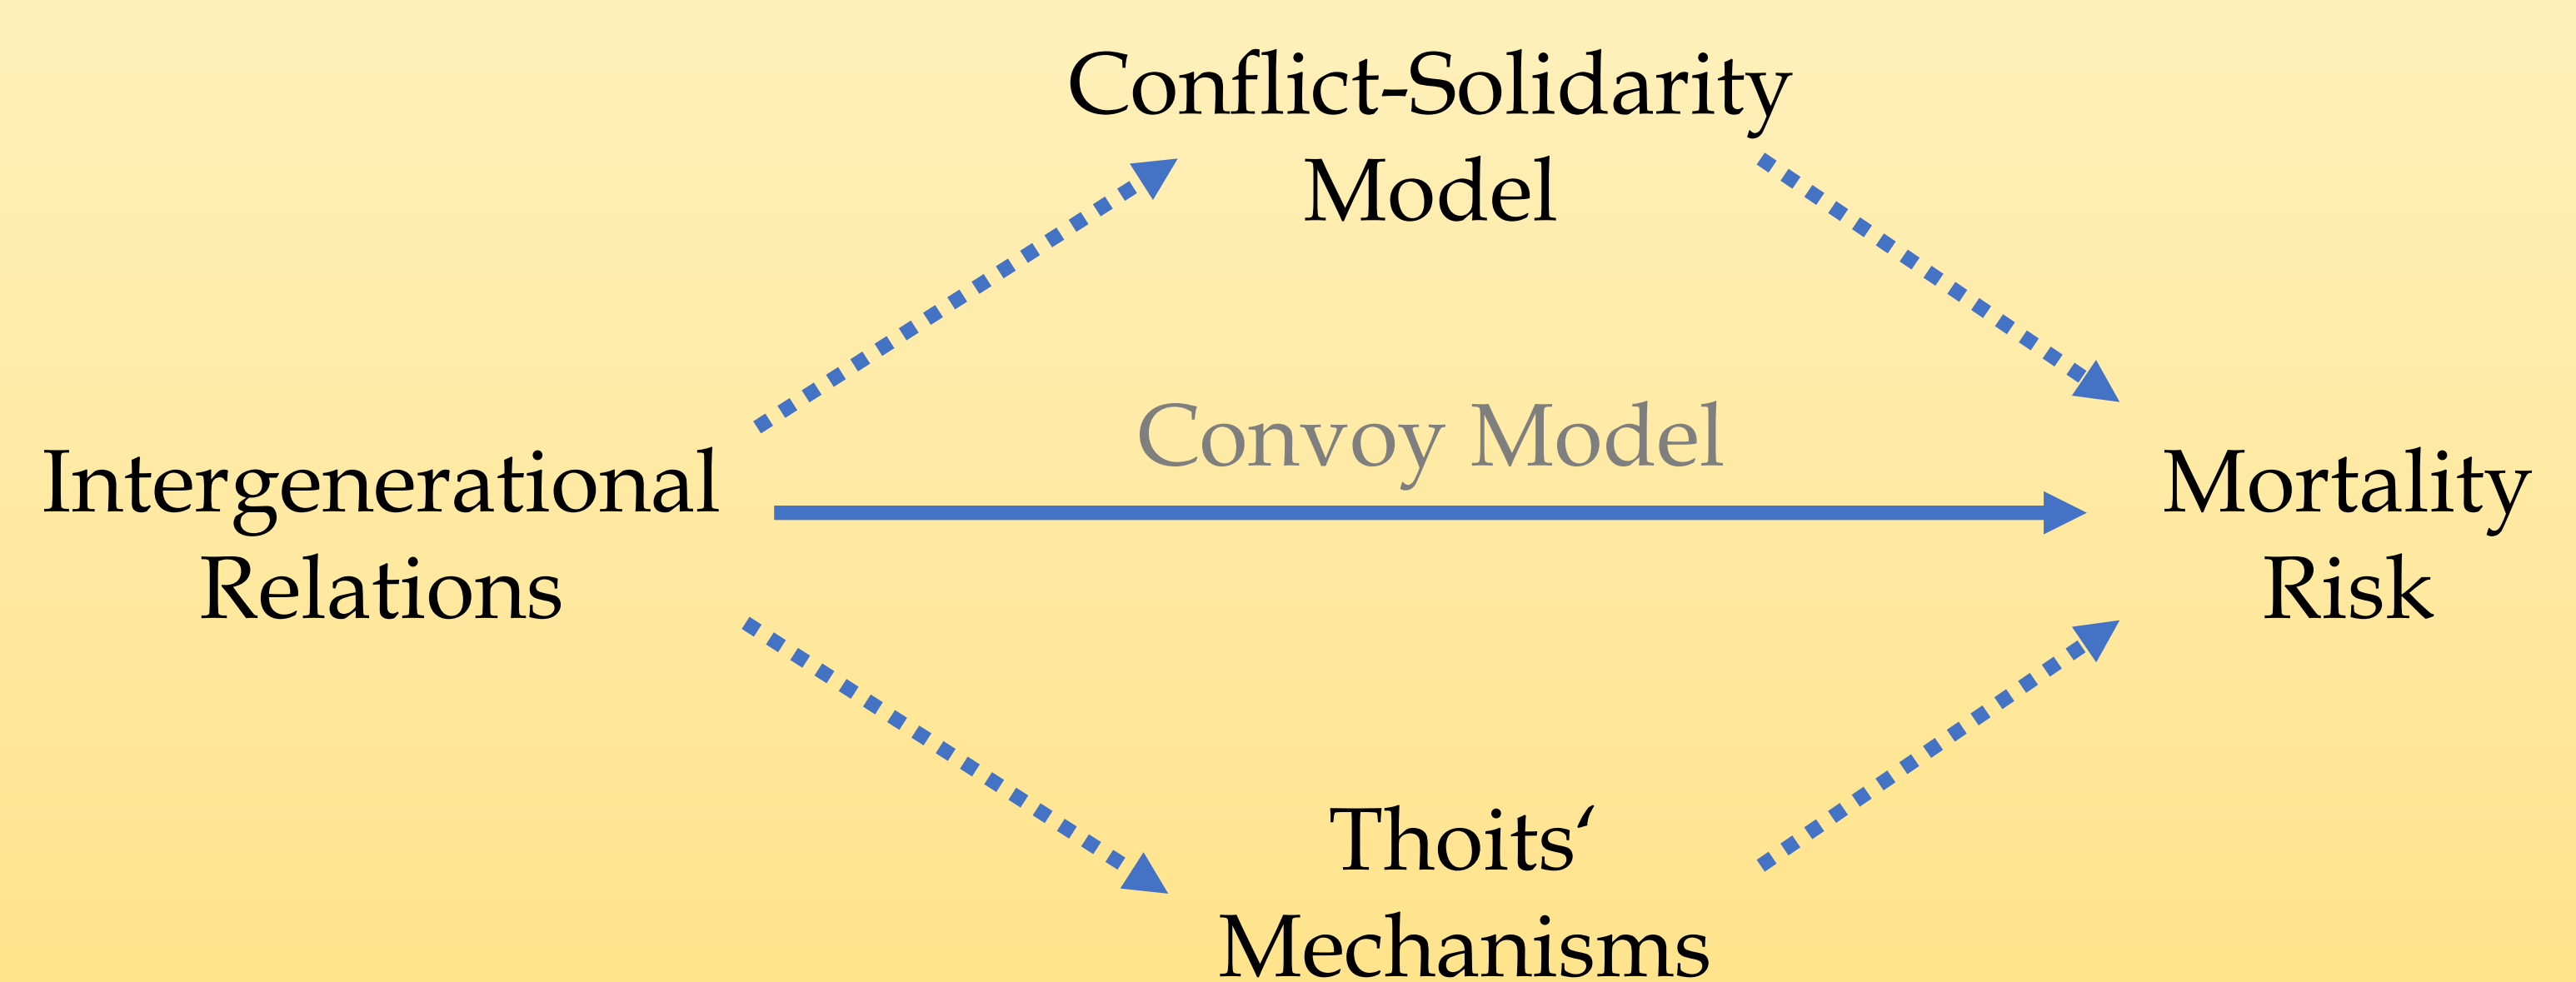 Conflict-Solidarity
Model
Convoy Model
Intergenerational
Relations
Mortality
Risk
Thoits‘
Mechanisms